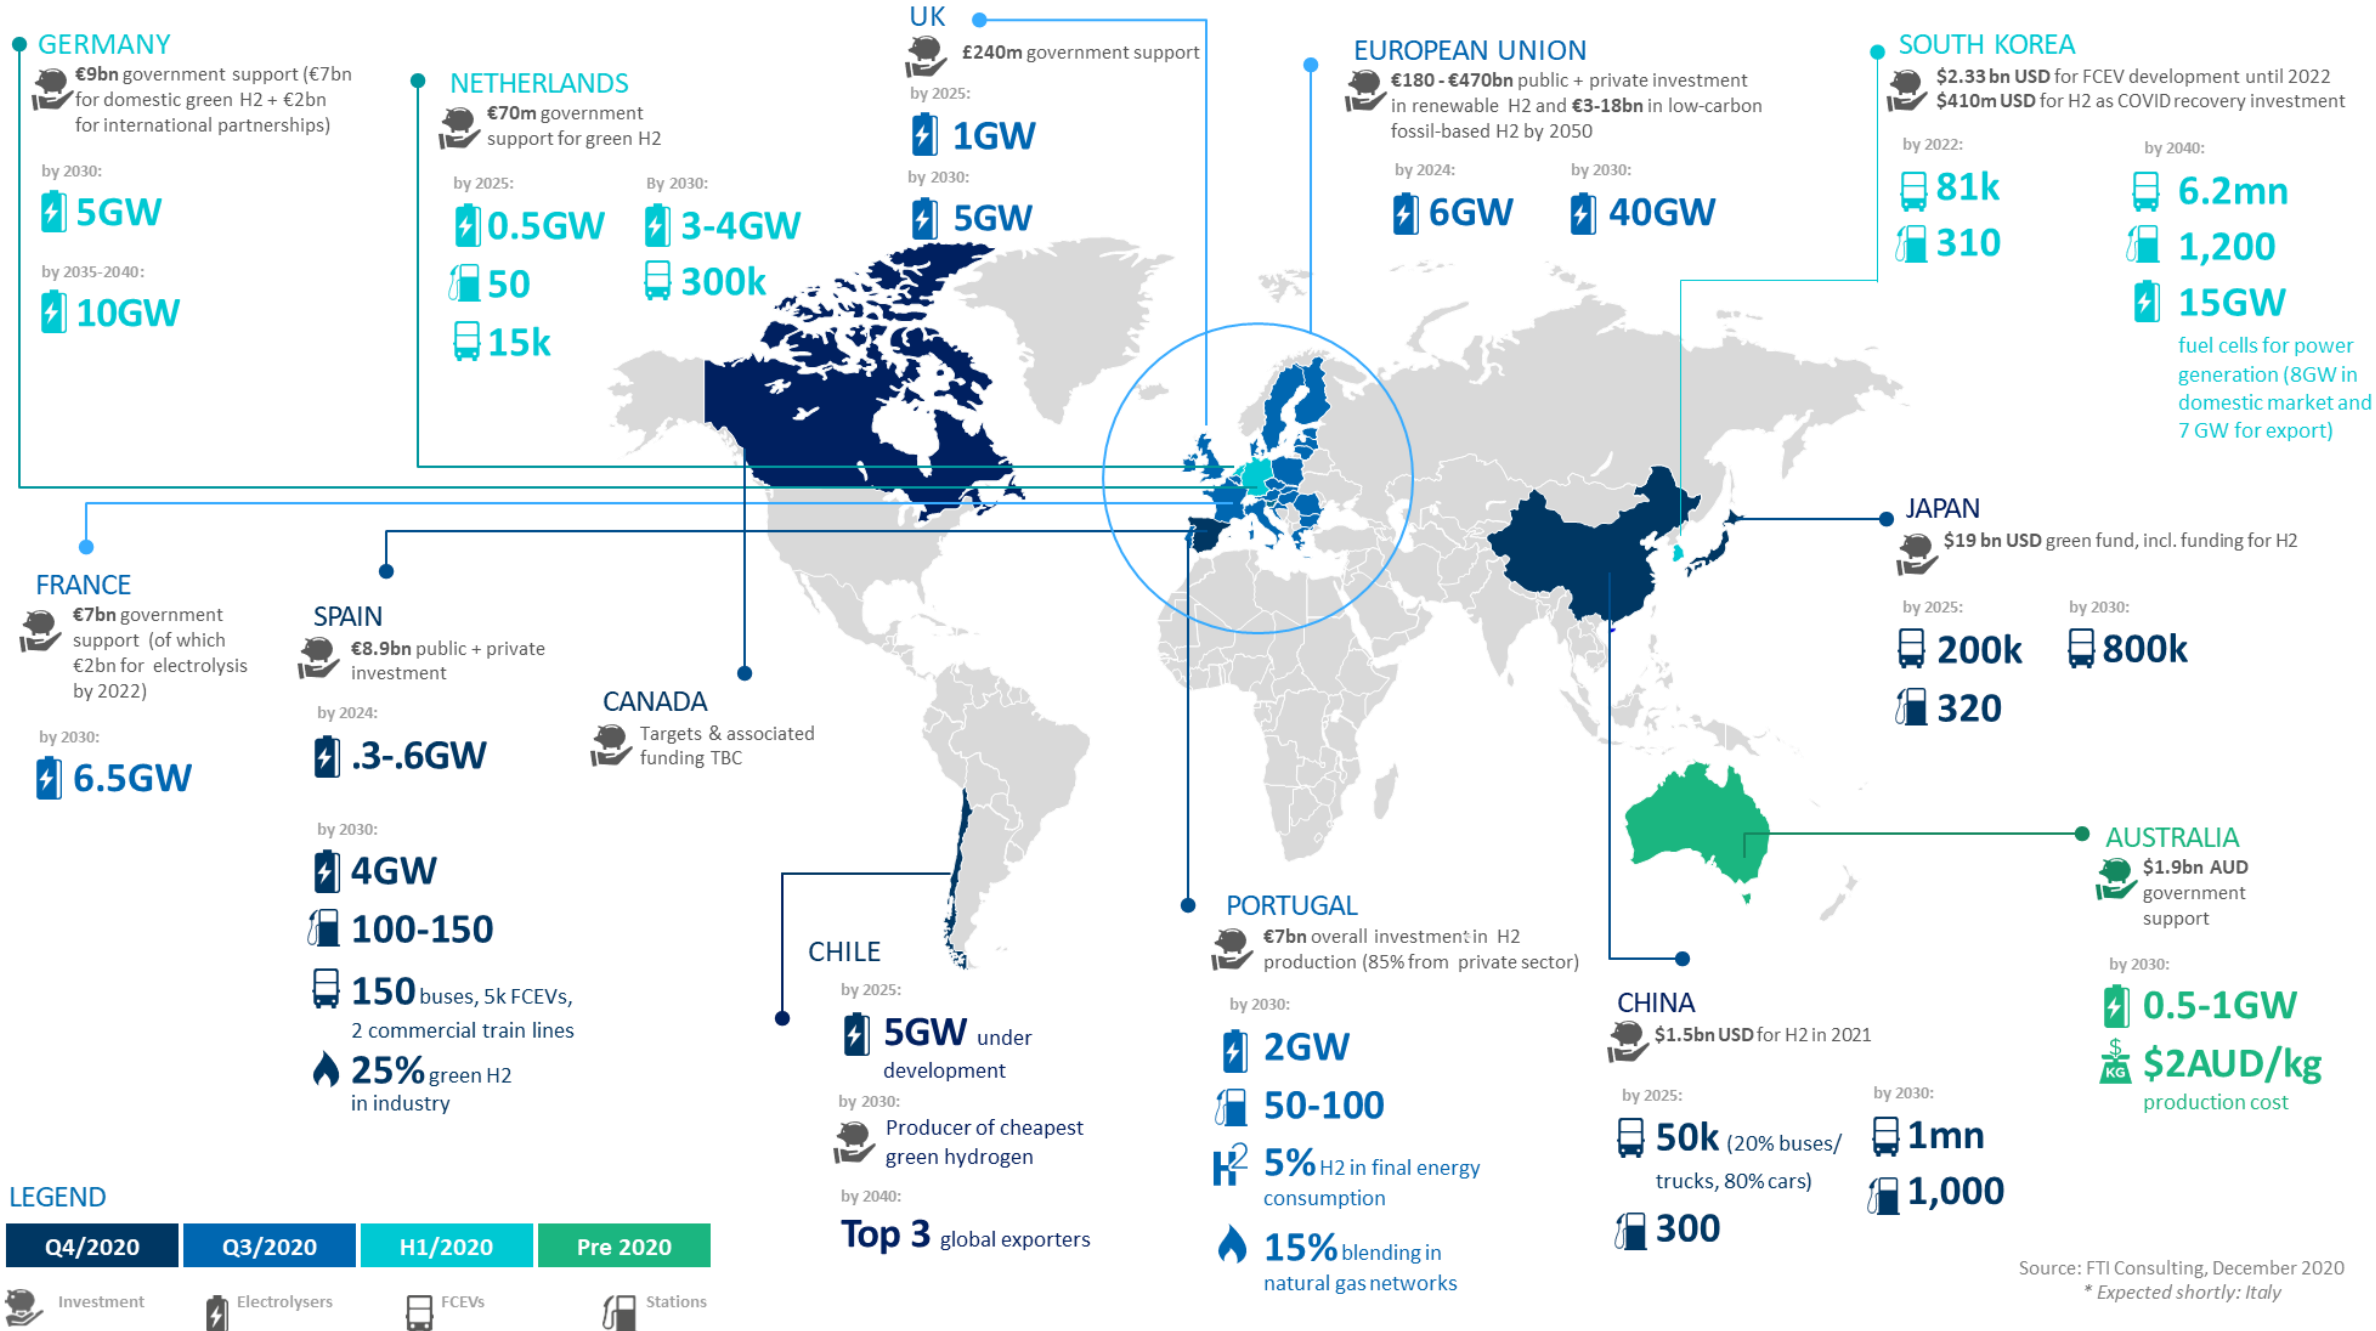 GERMANY
€9bn government support (€7bn
for domestic green H2 + €2bn
for international partnerships)
by 2030:
5GW
by 2035-2040:
10GW
NETHERLANDS
€70m government
support for green H2
by 2025:
0.5GW
50
15k
By 2030:
3-4GW
300k
UK
£240m government support
by 2025:
1GW
by 2030:
5GW
EUROPEAN UNION
€180 - €470bn public + private investment
in renewable H2 and €3-18bn in low-carbon
fossil-based H2 by 2050
by 2024:
6GW
by 2030:
40GW
SOUTH KOREA
$2.33 bn USD for FCEV development until 2022
$410m USD for H2 as COVID recovery investment
by 2022:
81k
310
by 2040:
6.2mn
1,200
15GW
fuel cells for power
generation (8GW in
domestic market and
7 GW for export)
FRANCE
€7bn government
support (of which
€2bn for electrolysis
by 2022)
by 2030:
6.5GW
SPAIN
€8.9bn public + private
investment
by 2024:
.3-.6GW
by 2030:
4GW
100-150
150 buses, 5k FCEVs,
2 commercial train lines
25% green H2
in industry
CANADA
Targets & associated
funding TBC
CHILE
by 2025:
5GW under
development
by 2030:
Producer of cheapest
green hydrogen
by 2040:
Top 3 global exporters
PORTUGAL
€7bn overall investment in H2
production (85% from private sector)
by 2030:
2GW
50-100
H2 5% H2 in final energy
consumption
15% blending in
natural gas networks
JAPAN
$19 bn USD green fund, incl. funding for H2
by 2025:
200k
320
by 2030:
800k
CHINA
$1.5bn USD for H2 in 2021
by 2025:
50k (20% buses/
trucks, 80% cars)
300
by 2030:
1mn
1,000
AUSTRALIA
$1.9bn AUD
government
support
by 2030:
0.5-1GW
$
KG
$2AUD/kg
production cost
LEGEND
Q4/2020
Q3/2020
H1/2020
Pre 2020
Investment
Electrolysers
FCEVs
Stations
Source: FTI Consulting, December 2020
* Expected shortly: Italy